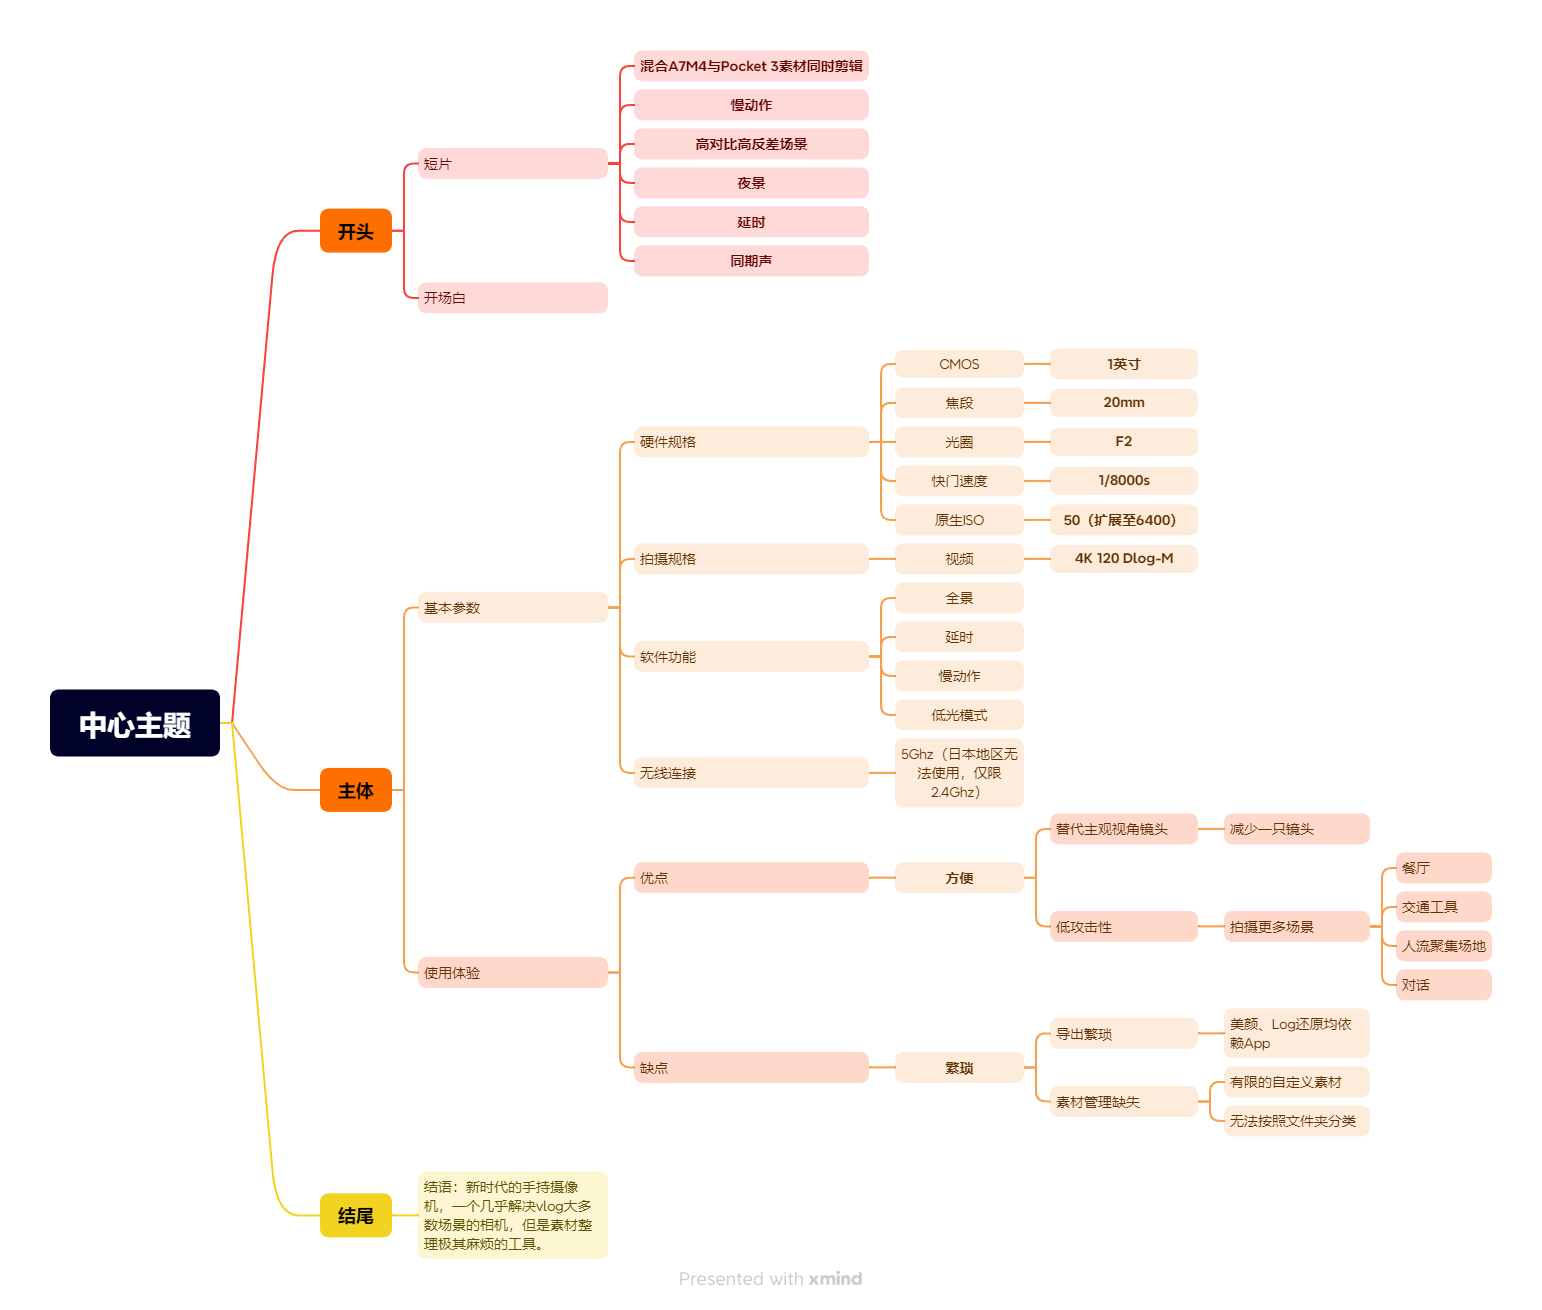 混合A7M4与Pocket 3素材同时剪辑
慢动作
高对比高反差场景
短片
夜景
延时
开头
同期声
开场白
CMOS
1英寸
焦段
20mm
硬件规格
光圈
F2
快门速度
1/8000s
原生ISO
50（扩展至6400）
拍摄规格
视频
4K 120 Dlog-M
基本参数
全景
延时
软件功能
慢动作
低光模式
中心主题
无线连接
5Ghz（日本地区无
法使用，仅限
2.4Ghz）
主体
替代主观视角镜头
减少一只镜头
优点
方便
餐厅
交通工具
低攻击性
拍摄更多场景
人流聚集场地
对话
使用体验
导出繁琐
美颜、Log还原均依
赖App
缺点
繁琐
有限的自定义素材
素材管理缺失
无法按照文件夹分类
结尾
结语：新时代的手持摄像
机，一个几乎解决vlog大多
数场景的相机，但是素材整
理极其麻烦的工具。
Presented with xmind